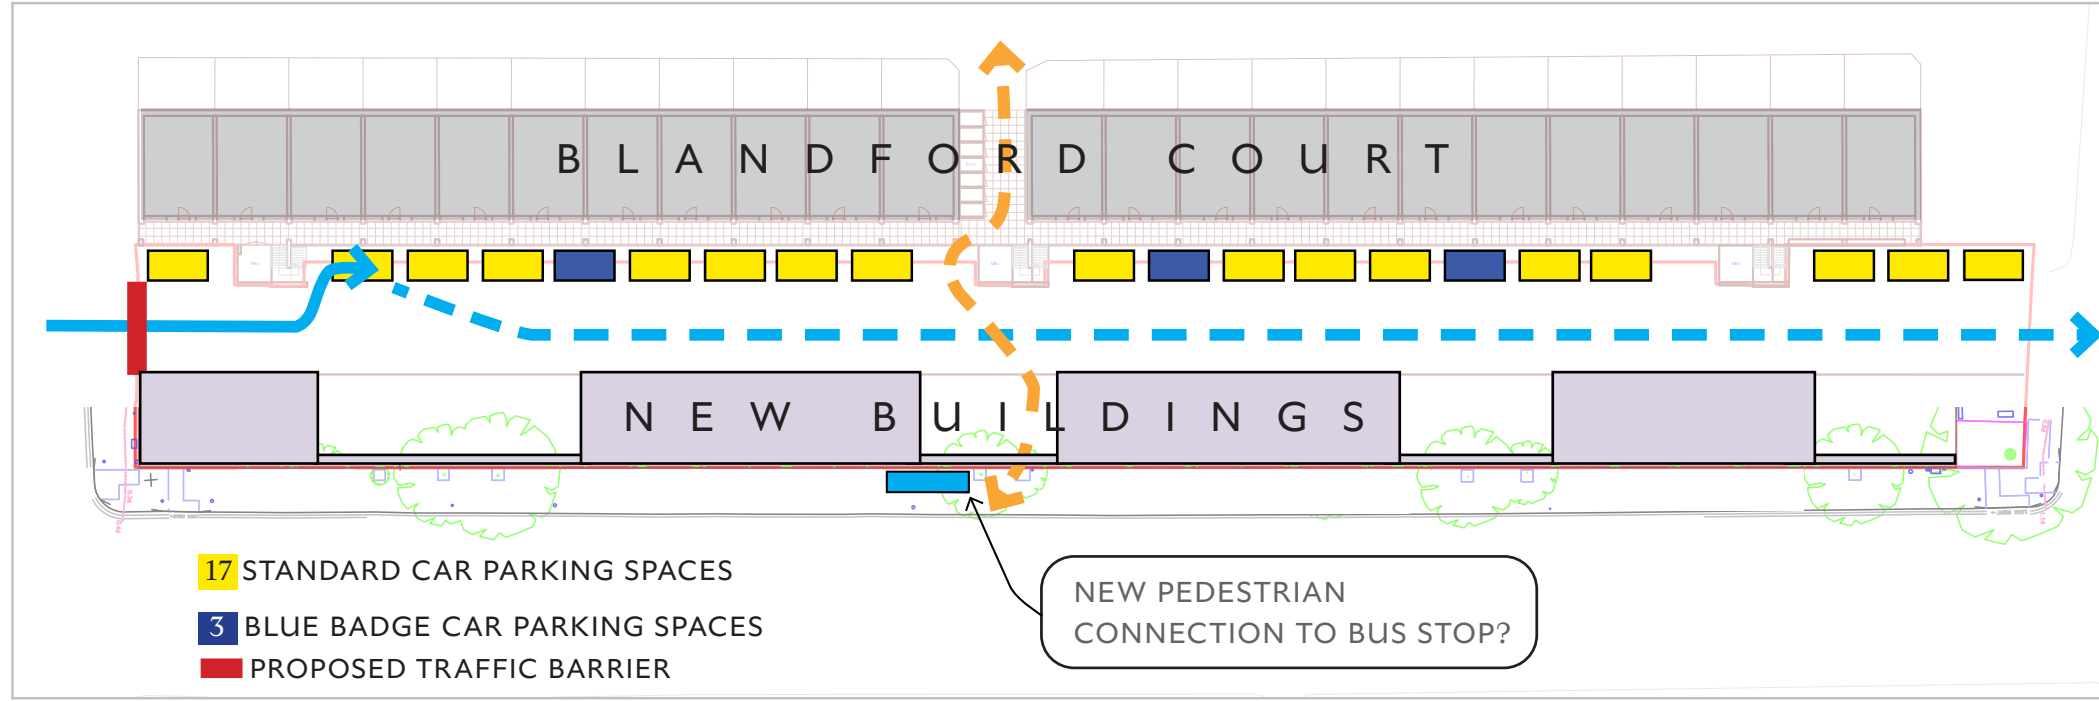 BLANDFORD COURT
NEW BUILDINGS
17 STANDARD CAR PARKING SPACES
3 BLUE BADGE CAR PARKING SPACES
PROPOSED TRAFFIC BARRIER
NEW PEDESTRIAN
CONNECTION TO BUS STOP?